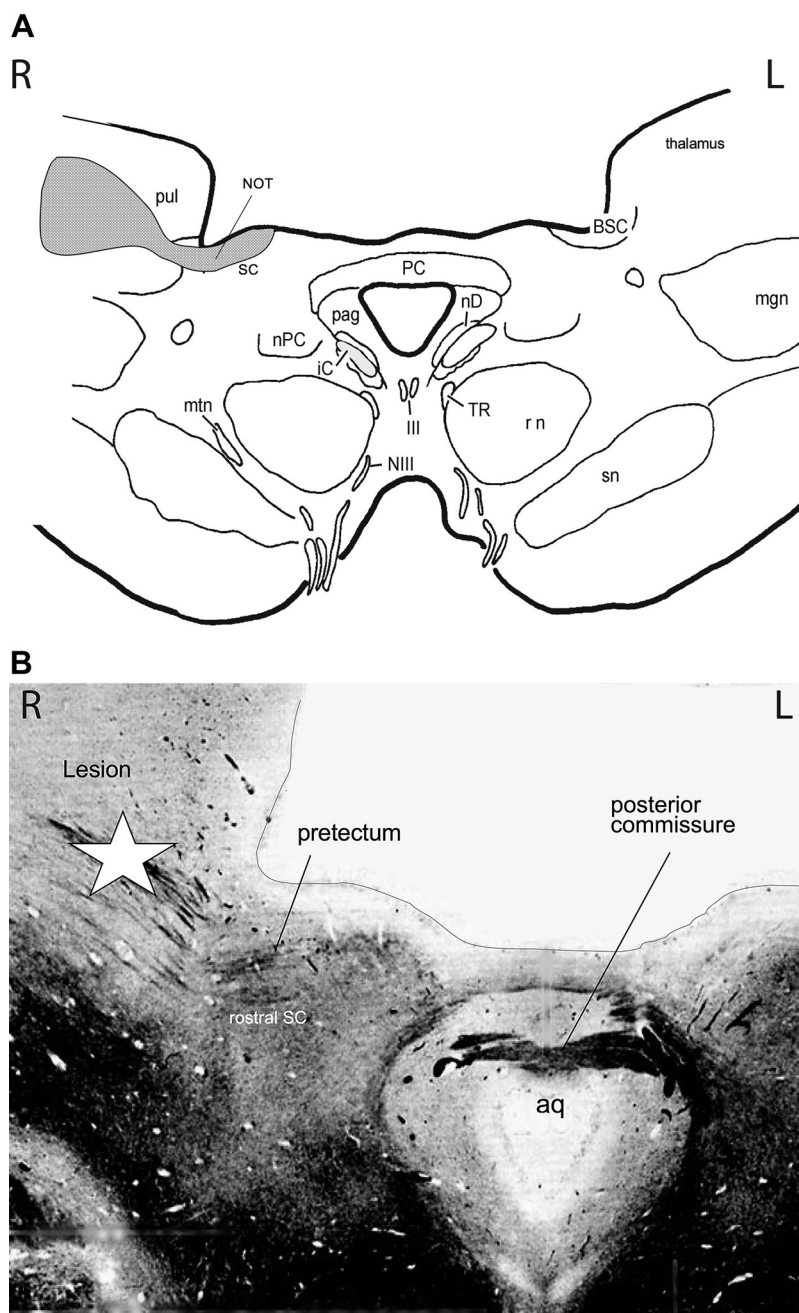 A
R
L
thalamus
pul
NOT
BSC
SC
PC
mgn
nD
pag
nPC
iC
mtn
III
TR
r n
NIII
sn
B
R
L
Lesion
posterior
commissure
pretectum
rostral SC
aq